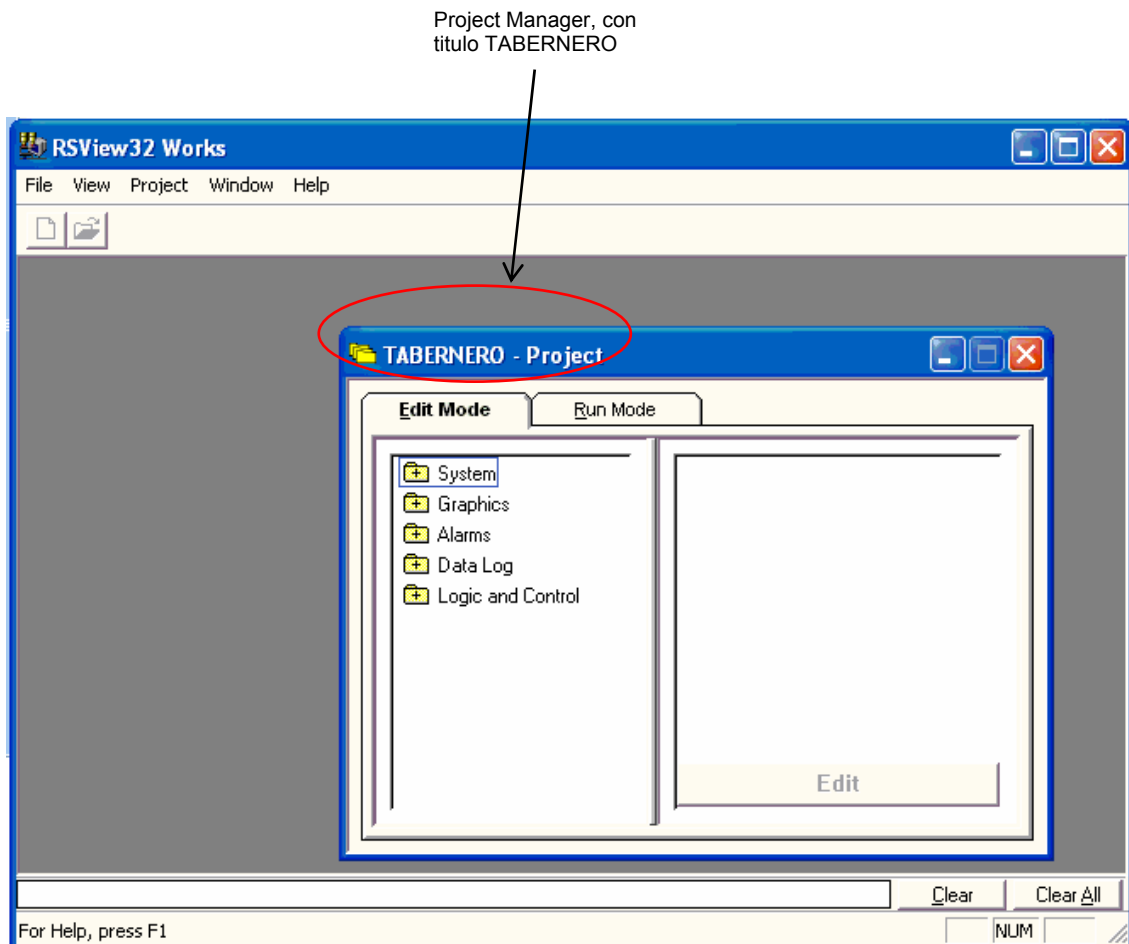 Project Manager, con
titulo TABERNERO
RSView32 Works
File View Project Window Help
TABERNERO - Project
Edit Mode Run Mode
System
Graphics
Alarms
Data Log
Logic and Control
Edit
Clear Clear All
For Help, press F1 NUM